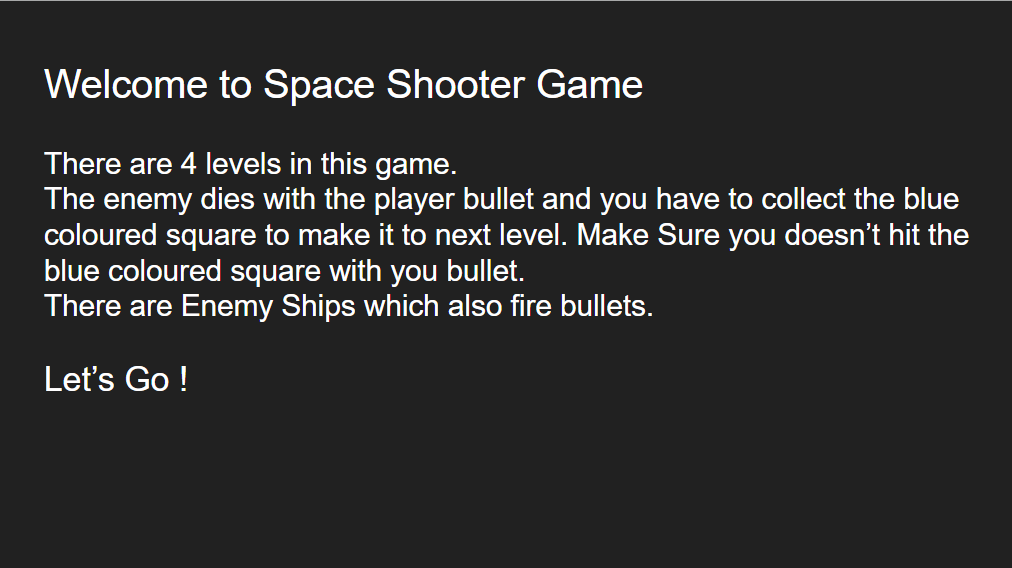 Welcome to Space Shooter Game
There are 4 levels in this game.
The enemy dies with the player bullet and you have to collect the blue
coloured square to make it to next level. Make Sure you doesn’t hit the
blue coloured square with you bullet.
There are Enemy Ships which also fire bullets.
Let’s Go !